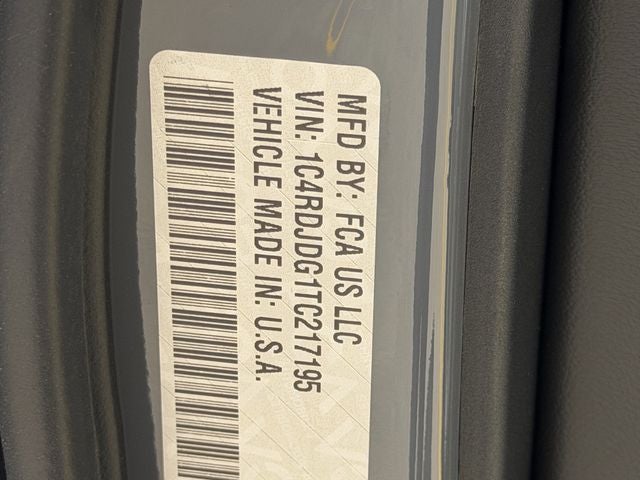 MFD BY: FCA US LLC
VIN: 1C4RDJDG1TC217195
VEHICLE MADE IN: U.S.A.